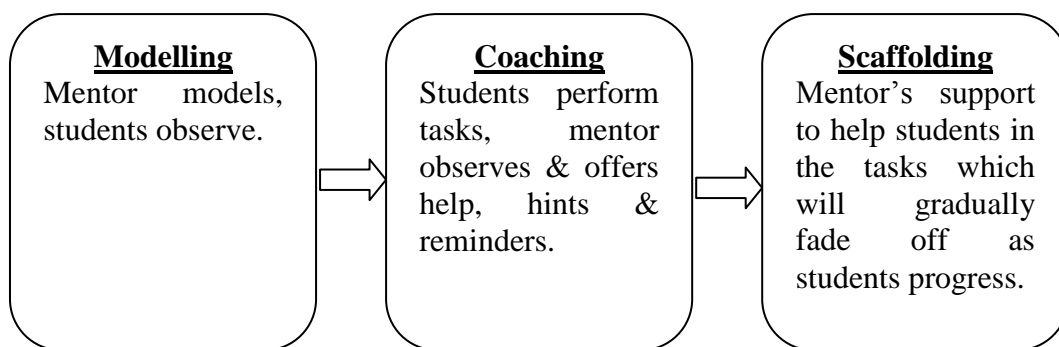 Modelling
Mentor models,
students observe.
Coaching
Students perform
tasks, mentor
observes & offers
help, hints &
reminders.
Scaffolding
Mentor’s support
to help students in
the tasks which
will gradually
fade off as
students progress.